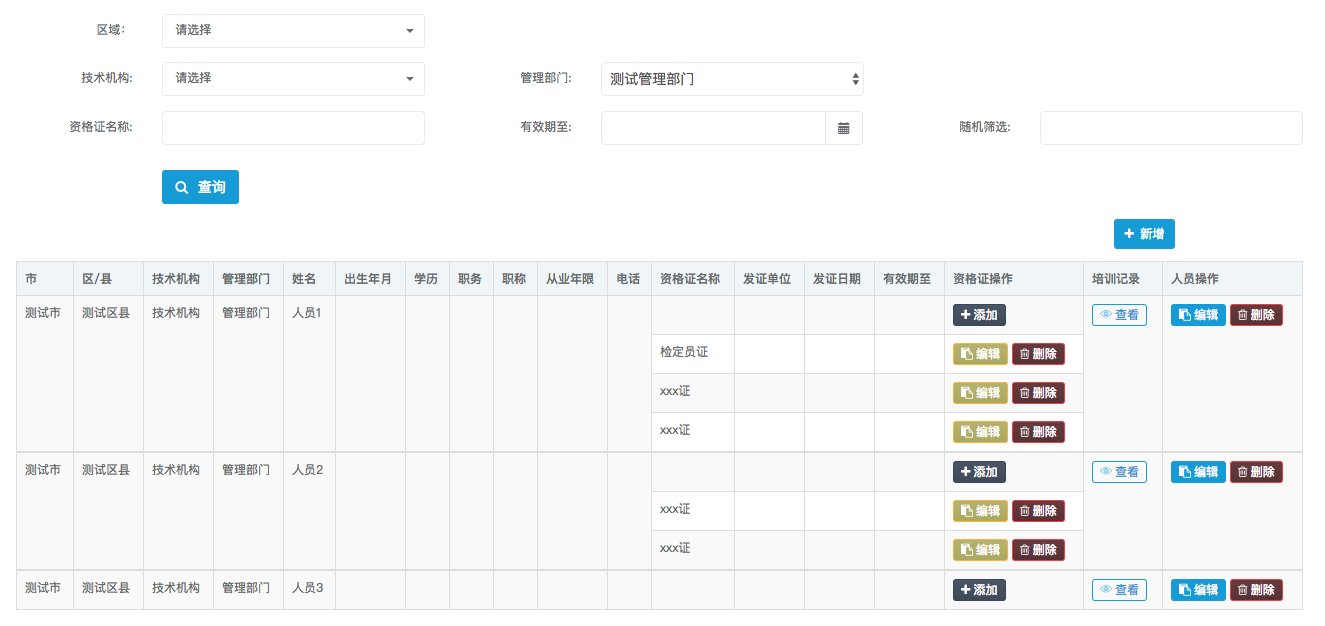 区域: 请选择
技术机构: 请选择 管理部门: 测试管理部门
资格证名称: 有效期至: 随机筛选:
查询
新增
市 区/县 技术机构 管理部门 姓名 出生年月 学历 职务 职称 从业年限 电话 资格证名称 发证单位 发证日期 有效期至 资格证操作 培训记录 人员操作
测试市 测试区县 技术机构 管理部门 人员1 添加 查看 编辑 删除
检定员证 编辑 删除
xxx证 编辑 删除
xxx证 编辑 删除
测试市 测试区县 技术机构 管理部门 人员2 添加 查看 编辑 删除
xxx证 编辑 删除
xxx证 编辑 删除
测试市 测试区县 技术机构 管理部门 人员3 添加 查看 编辑 删除